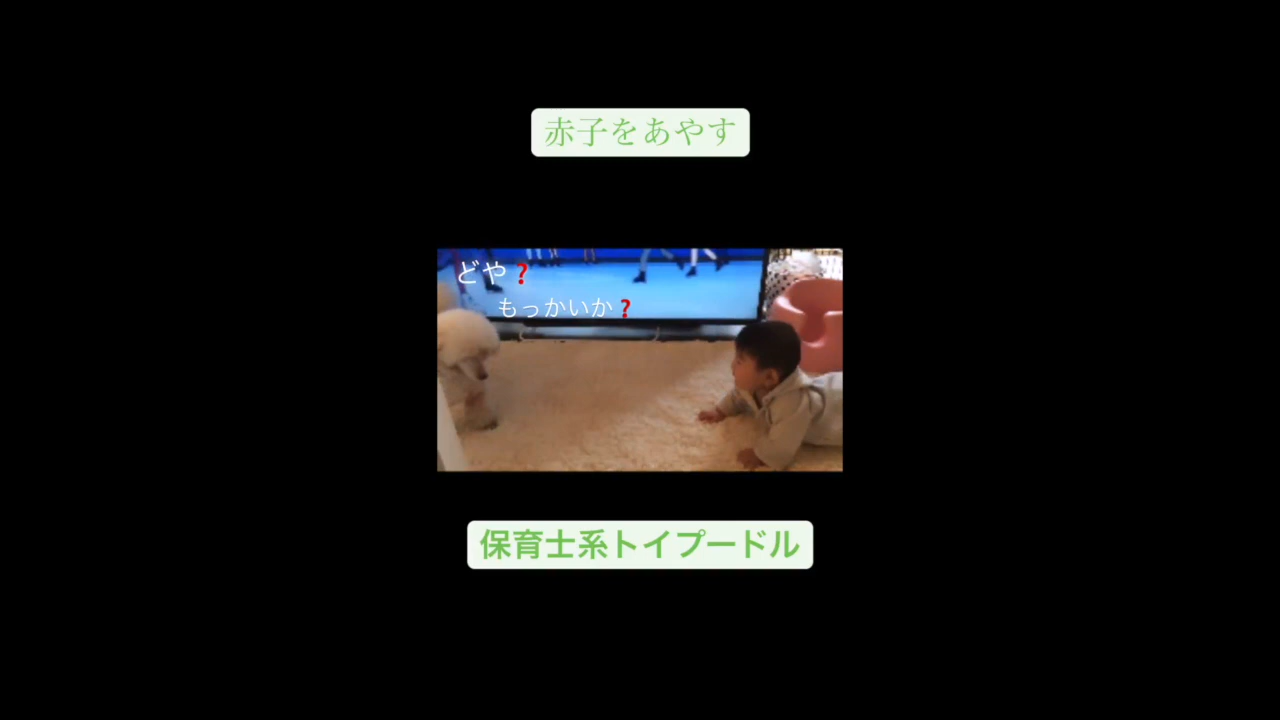 赤子をあやす
どや❓
もっかいか❓
保育士系トイプードル